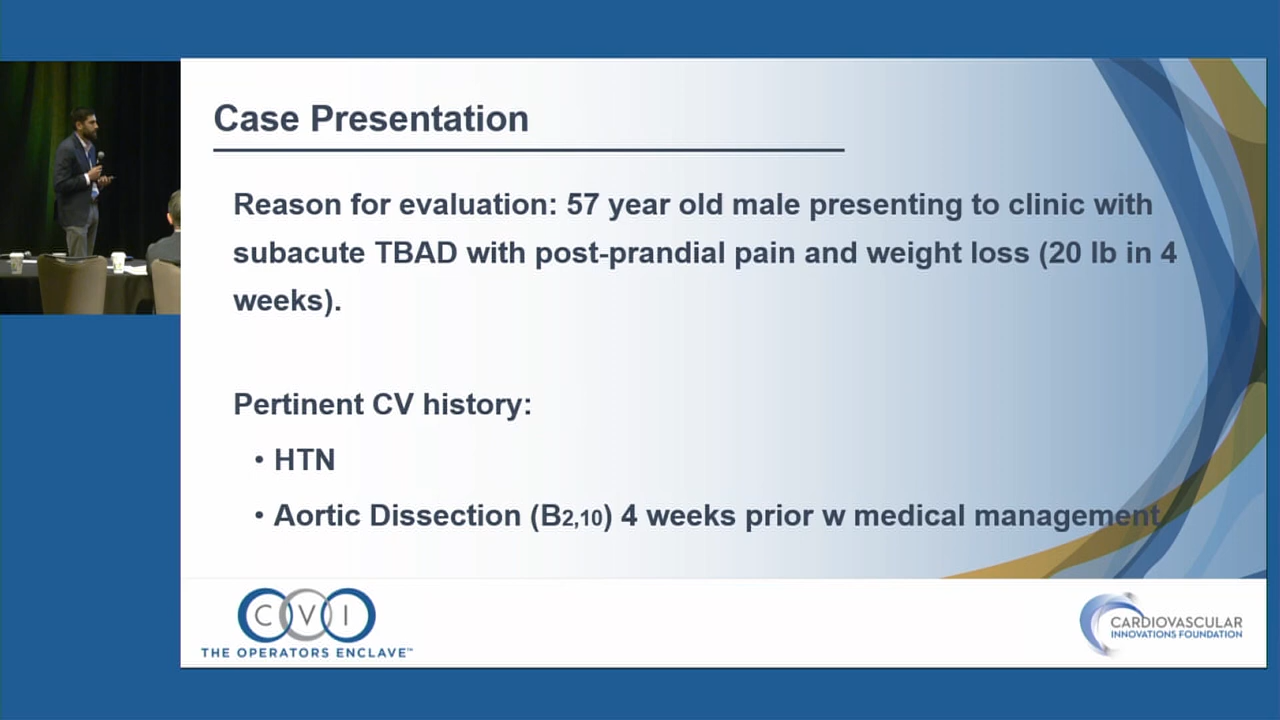 Case Presentation
Reason for evaluation: 57 year old male presenting to clinic with
subacute TBAD with post-prandial pain and weight loss (20 lb in 4
weeks).
Pertinent CV history:
• HTN
• Aortic Dissection (B2,10) 4 weeks prior w medical management
CVI
THE OPERATORS ENCLAVE™
CARDIOVASCULAR
INNOVATIONS FOUNDATION